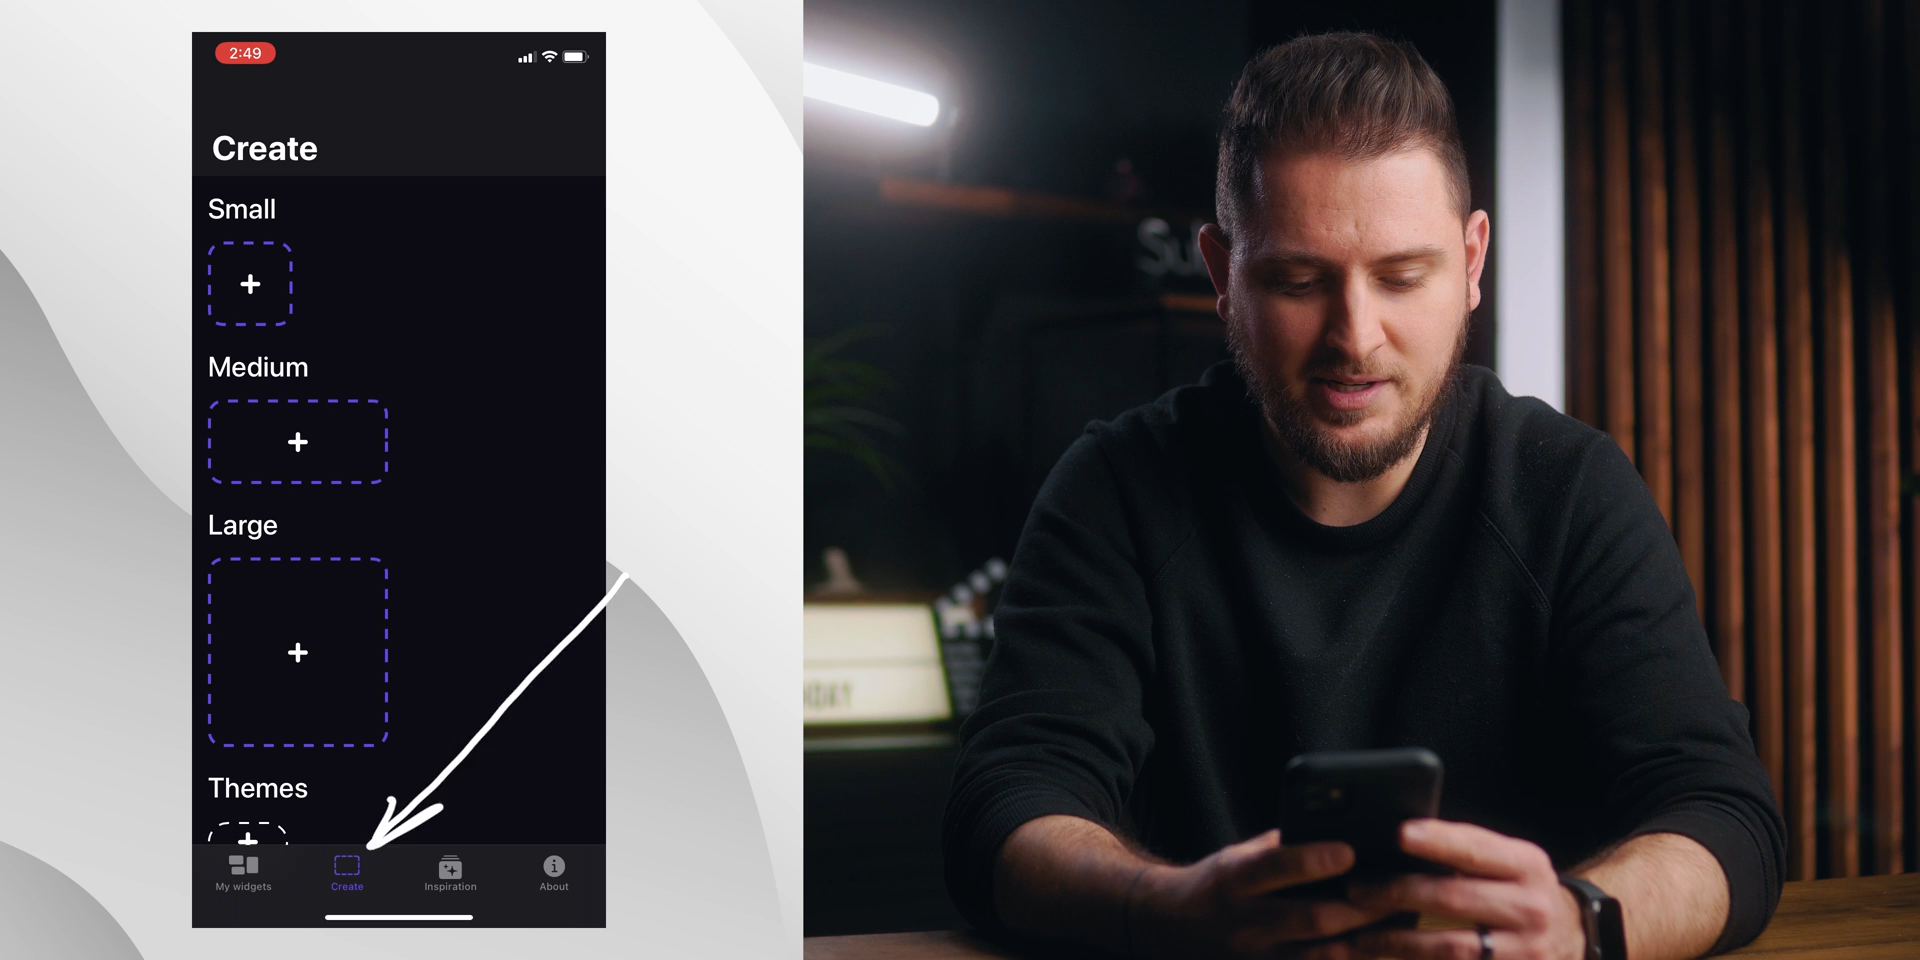 2:49
Create
Small
Medium
Large
Themes
My widgets
Create
Inspiration
About